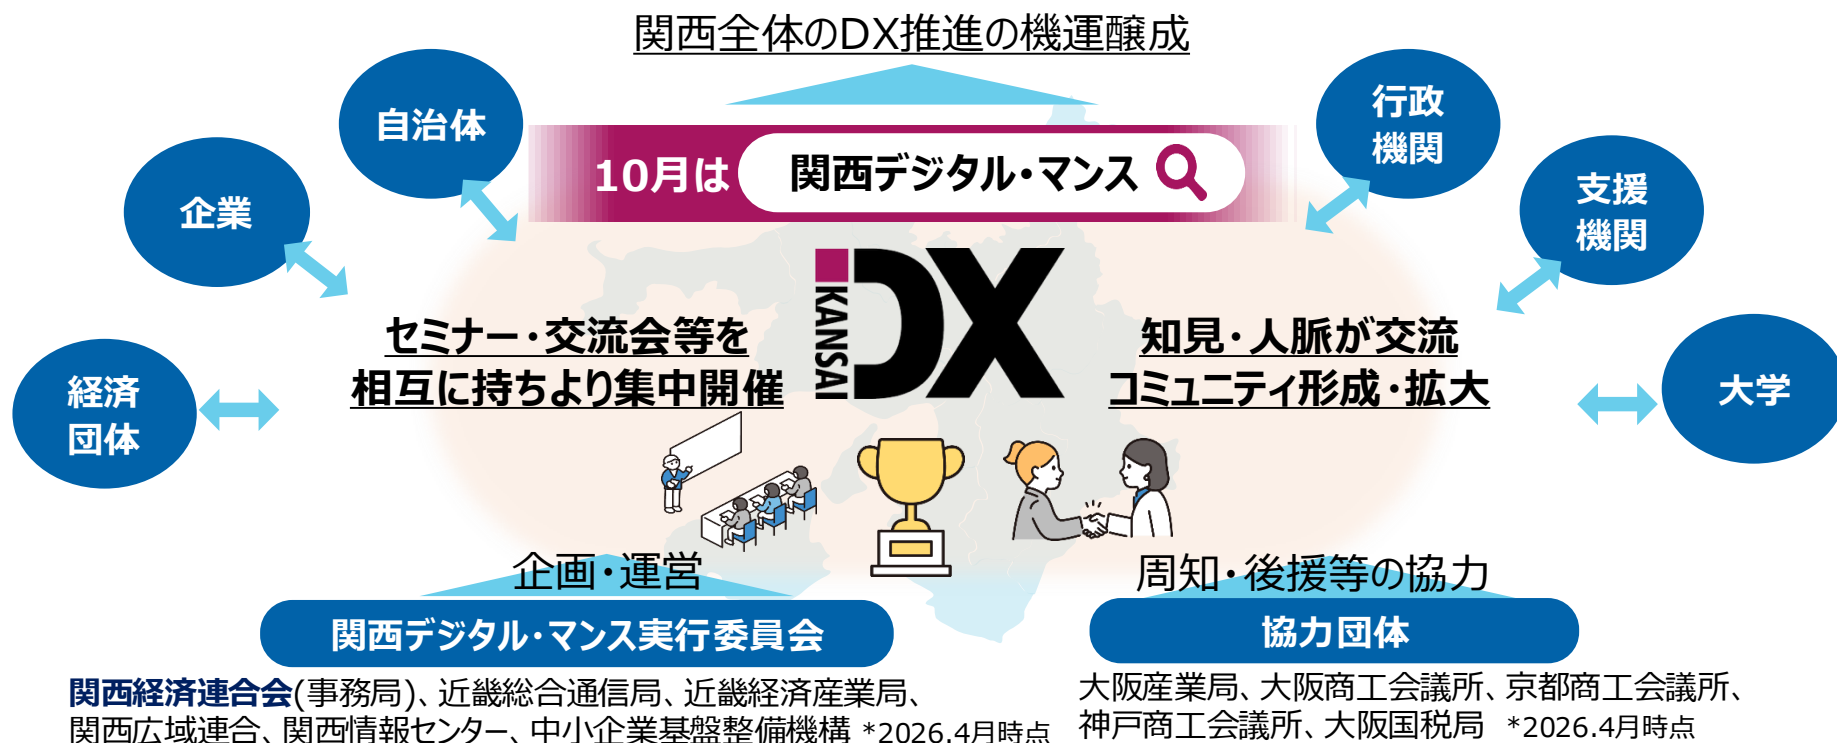 関西全体のDX推進の機運醸成
自治体
行政
機関
10月は
関西デジタル・マンス
企業
支援
機関
KANSAI
DX
セミナー・交流会等を
相互に持ちより集中開催
知見・人脈が交流
コミュニティ形成・拡大
経済
団体
大学
企画・運営
周知・後援等の協力
関西デジタル・マンス実行委員会
協力団体
関西経済連合会(事務局)、近畿総合通信局、近畿経済産業局、
関西広域連合、関西情報センター、中小企業基盤整備機構 *2026.4月時点
大阪産業局、大阪商工会議所、京都商工会議所、
神戸商工会議所、大阪国税局 *2026.4月時点